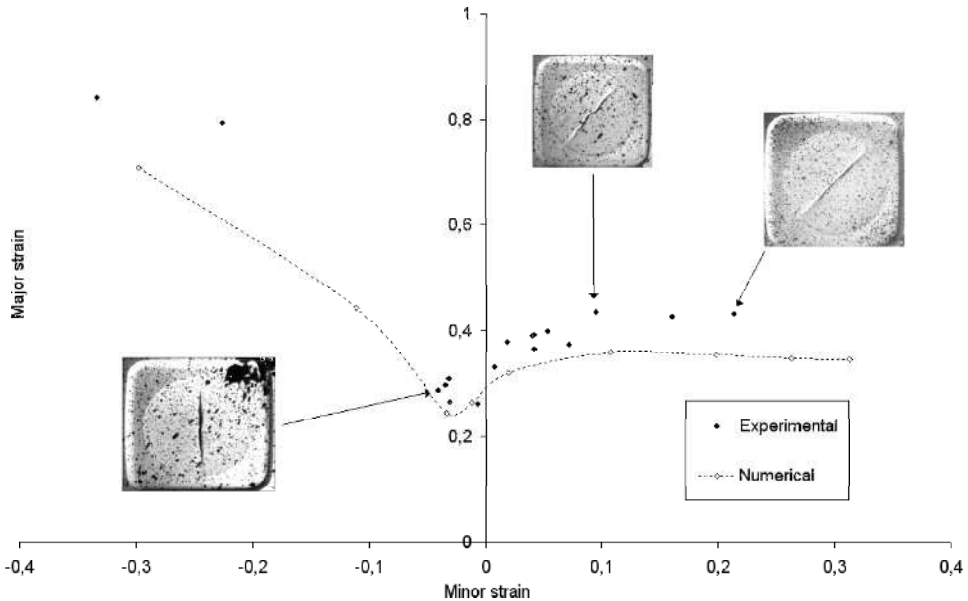 1
0,8
0,6
0,4
0,2
0
Major strain
Experimental
Numerical
-0,4 -0,3 -0,2 -0,1 0 0,1 0,2 0,3 0,4
Minor strain